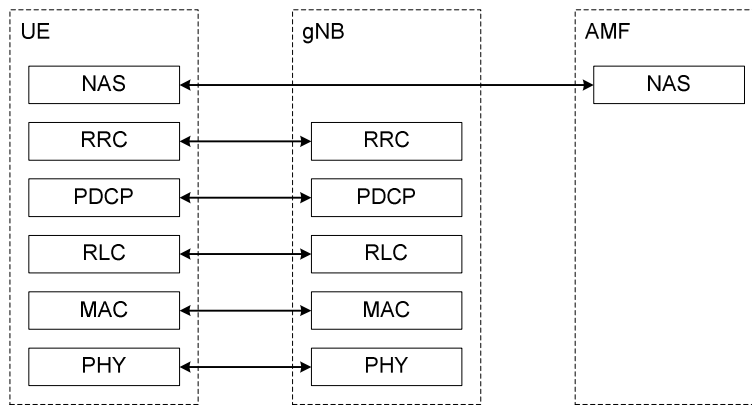 UE gNB AMF
NAS NAS
RRC RRC
PDCP PDCP
RLC RLC
MAC MAC
PHY PHY